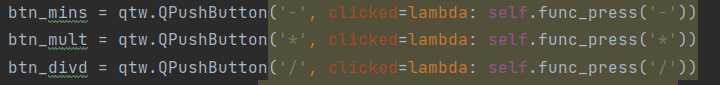 btn_mins = qtw.QPushButton('-', clicked=lambda: self.func_press('-'))
btn_mult = qtw.QPushButton('*', clicked=lambda: self.func_press('*'))
btn_divd = qtw.QPushButton('/', clicked=lambda: self.func_press('/'))